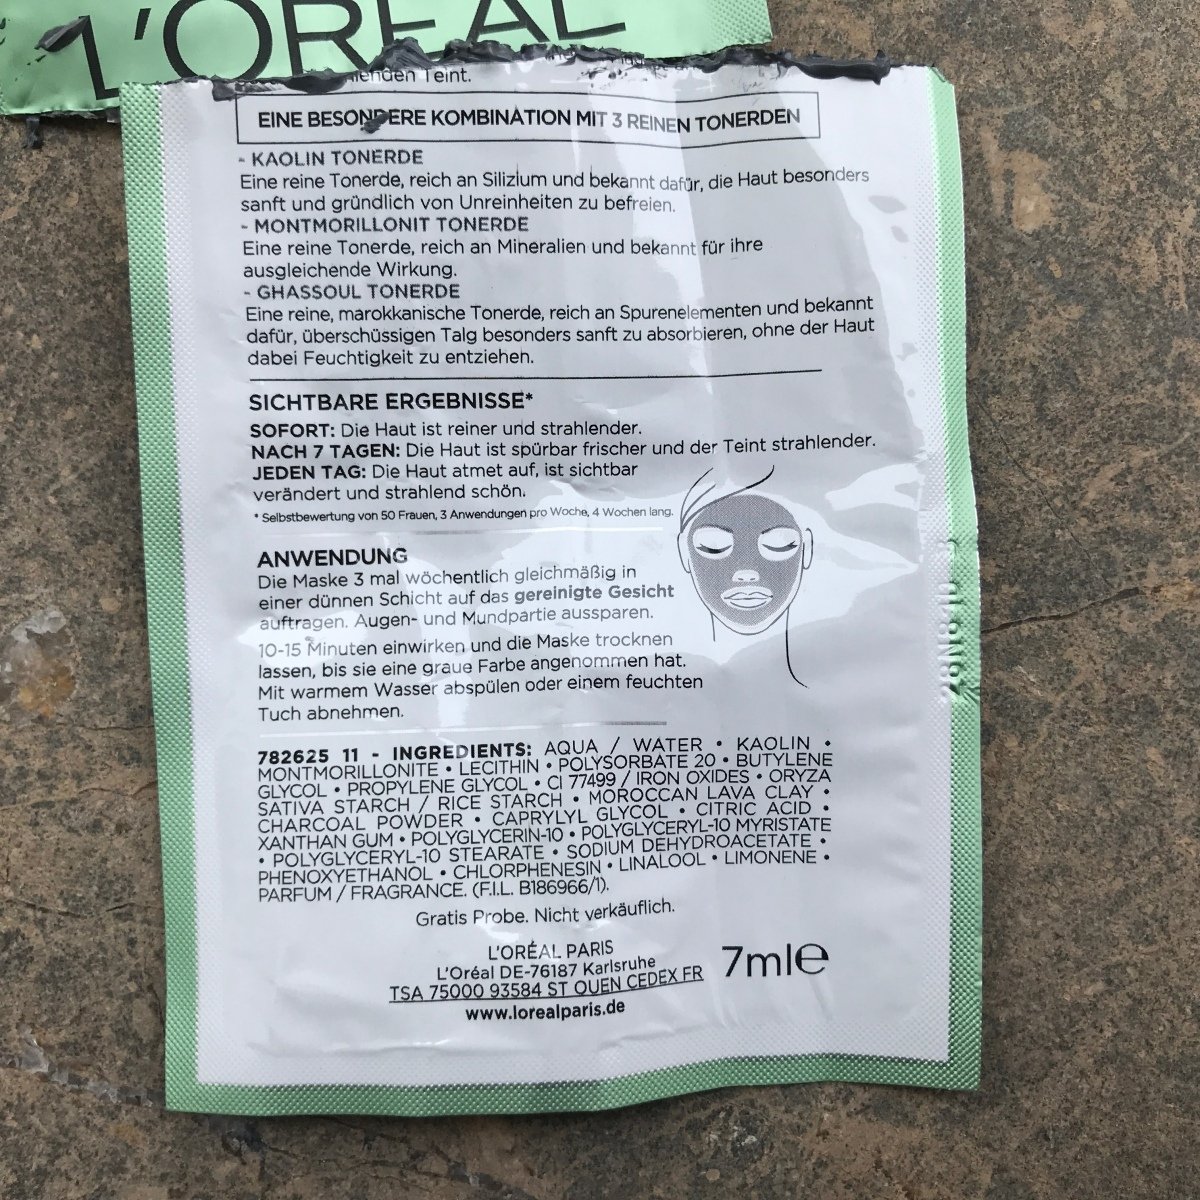 L'ORÉAL
Teint.
EINE BESONDERE KOMBINATION MIT 3 REINEN TONERDEN
- KAOLIN TONERDE
Eine reine Tonerde, reich an Silizium und bekannt dafür, die Haut besonders
sanft und gründlich von Unreinheiten zu befreien.
- MONTMORILLONIT TONERDE
Eine reine Tonerde, reich an Mineralien und bekannt für ihre
ausgleichende Wirkung.
- GHASSOUL TONERDE
Eine reine, marokkanische Tonerde, reich an Spurenelementen und bekannt
dafür, überschüssigen Talg besonders sanft zu absorbieren, ohne der Haut
dabei Feuchtigkeit zu entziehen.
SICHTBARE ERGEBNISSE*
SOFORT: Die Haut ist reiner und strahlender.
NACH 7 TAGEN: Die Haut ist spürbar frischer und der Teint strahlender.
JEDEN TAG: Die Haut atmet auf, ist sichtbar
verändert und strahlend schön.
* Selbstbewertung von 50 Frauen, 3 Anwendungen pro Woche, 4 Wochen lang.
ANWENDUNG
Die Maske 3 mal wöchentlich gleichmäßig in
einer dünnen Schicht auf das gereinigte Gesicht
auftragen. Augen- und Mundpartie aussparen.
10-15 Minuten einwirken und die Maske trocknen
lassen, bis sie eine graue Farbe angenommen hat.
Mit warmem Wasser abspülen oder einem feuchten
Tuch abnehmen.
782625 11 - INGREDIENTS: AQUA / WATER • KAOLIN •
MONTMORILLONITE • LECITHIN • POLYSORBATE 20 • BUTYLENE
GLYCOL • PROPYLENE GLYCOL • CI 77499 / IRON OXIDES • ORYZA
SATIVA STARCH / RICE STARCH • MOROCCAN LAVA CLAY •
CHARCOAL POWDER • CAPRYLYL GLYCOL • CITRIC ACID •
XANTHAN GUM • POLYGLYCERIN-10 • POLYGLYCERYL-10 MYRISTATE
• POLYGLYCERYL-10 STEARATE • SODIUM DEHYDROACETATE •
PHENOXYETHANOL • CHLORPHENESIN • LINALOOL • LIMONENE •
PARFUM / FRAGRANCE. (F.I.L. B186966/1).
Gratis Probe. Nicht verkäuflich.
L'ORÉAL PARIS
L'Oréal DE-76187 Karlsruhe
TSA 75000 93584 ST OUEN CEDEX FR
www.lorealparis.de
7ml℮